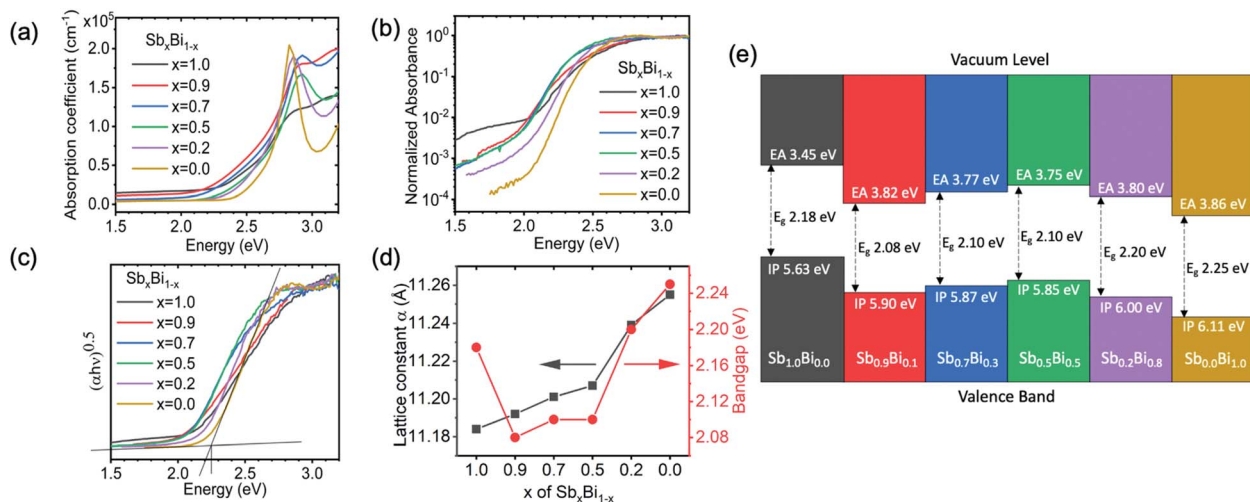 (a)
Absorption coefficient (cm⁻¹)
x10⁵
2.0
1.5
1.0
0.5
0.0
SbₓBi₁₋ₓ
x=1.0
x=0.9
x=0.7
x=0.5
x=0.2
x=0.0
1.5 2.0 2.5 3.0
Energy (eV)
(b)
Normalized Absorbance
10⁰
10⁻¹
10⁻²
10⁻³
10⁻⁴
SbₓBi₁₋ₓ
x=1.0
x=0.9
x=0.7
x=0.5
x=0.2
x=0.0
1.5 2.0 2.5 3.0
Energy (eV)
(c)
(αhν)⁰·⁵
SbₓBi₁₋ₓ
x=1.0
x=0.9
x=0.7
x=0.5
x=0.2
x=0.0
1.5 2.0 2.5 3.0
Energy (eV)
(d)
Lattice constant α (Å)
11.26
11.24
11.22
11.20
11.18
2.24
2.20
2.16
2.12
2.08
Bandgap (eV)
1.0 0.9 0.7 0.5 0.2 0.0
x of SbₓBi₁₋ₓ
(e)
Vacuum Level
EA 3.45 eV
EA 3.82 eV
EA 3.77 eV
EA 3.75 eV
EA 3.80 eV
EA 3.86 eV
E_g 2.18 eV
E_g 2.08 eV
E_g 2.10 eV
E_g 2.10 eV
E_g 2.20 eV
E_g 2.25 eV
IP 5.63 eV
IP 5.90 eV
IP 5.87 eV
IP 5.85 eV
IP 6.00 eV
IP 6.11 eV
Sb₁.₀Bi₀.₀
Sb₀.₉Bi₀.₁
Sb₀.₇Bi₀.₃
Sb₀.₅Bi₀.₅
Sb₀.₂Bi₀.₈
Sb₀.₀Bi₁.₀
Valence Band